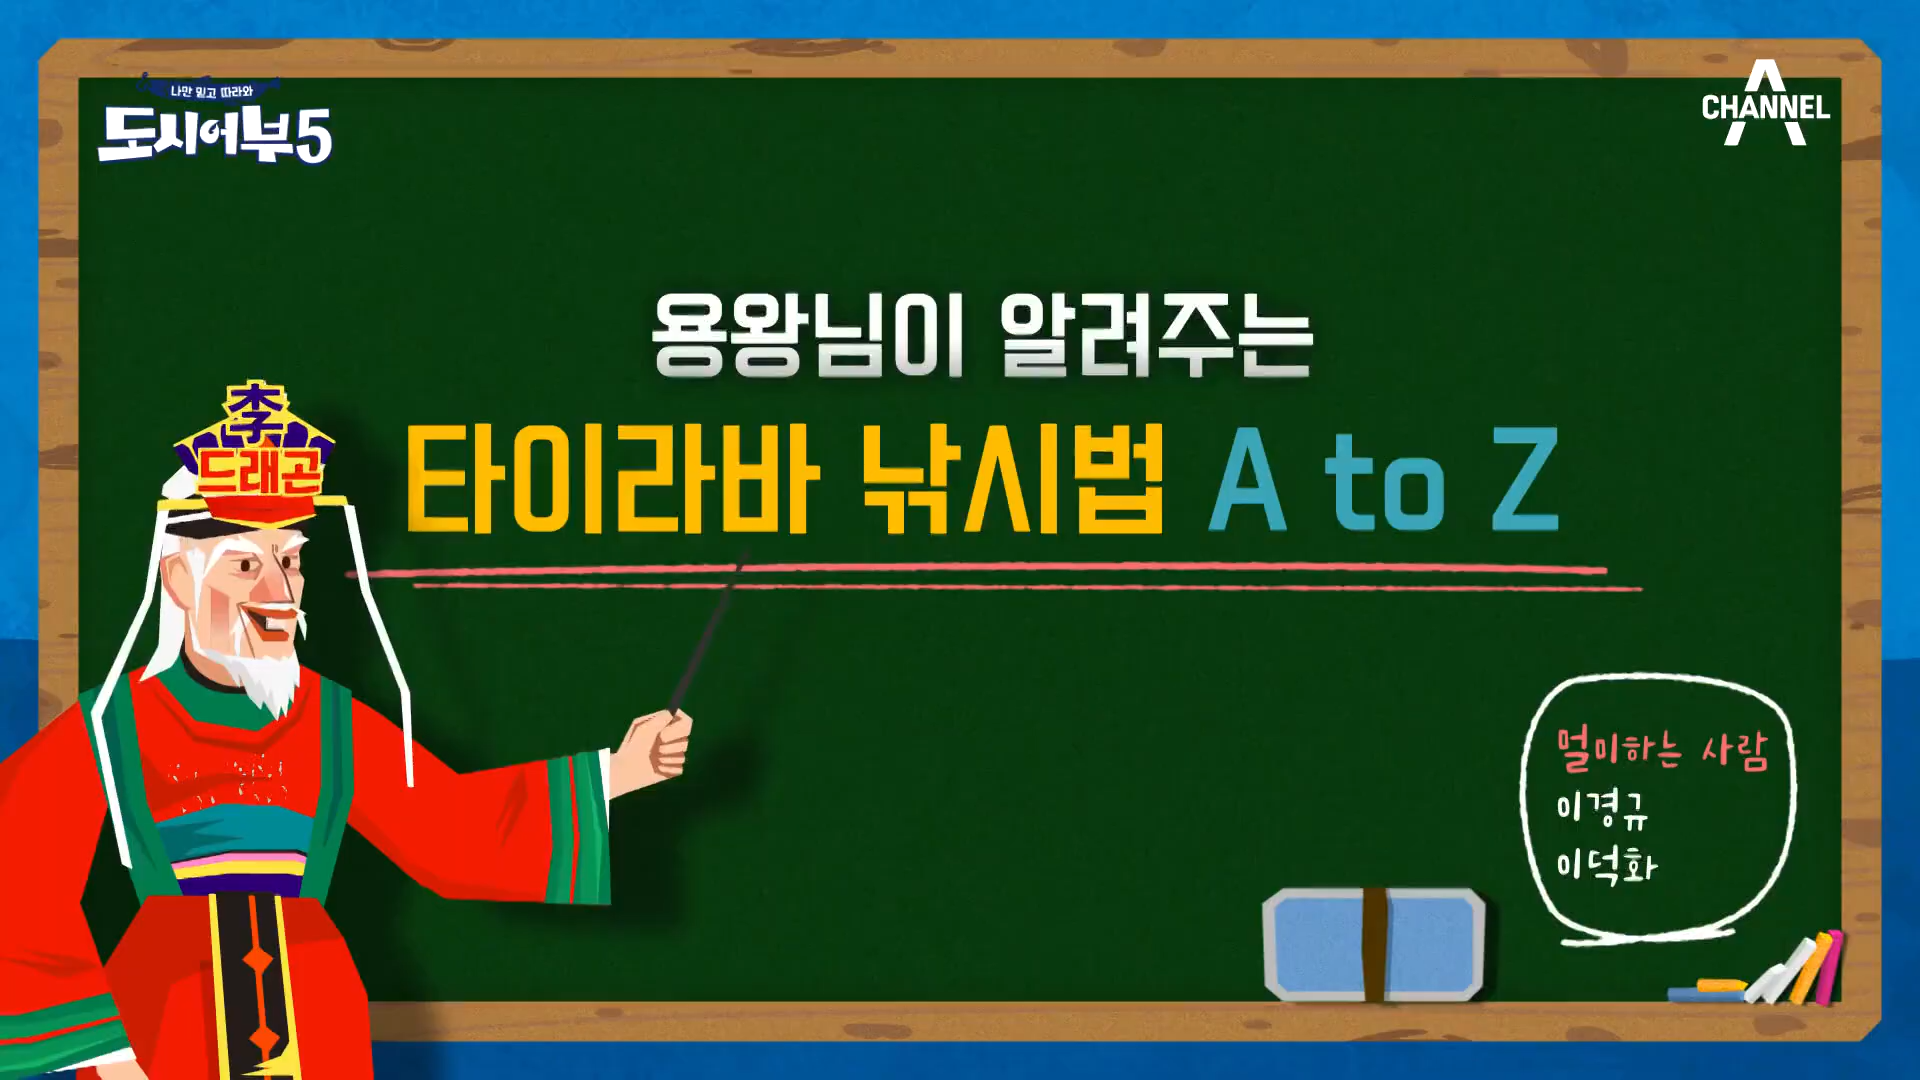 나만 믿고 따라와
도시어부5
CHANNEL A
용왕님이 알려주는
타이라바 낚시법 A to Z
李
드래곤
멀미하는 사람
이경규
이덕화